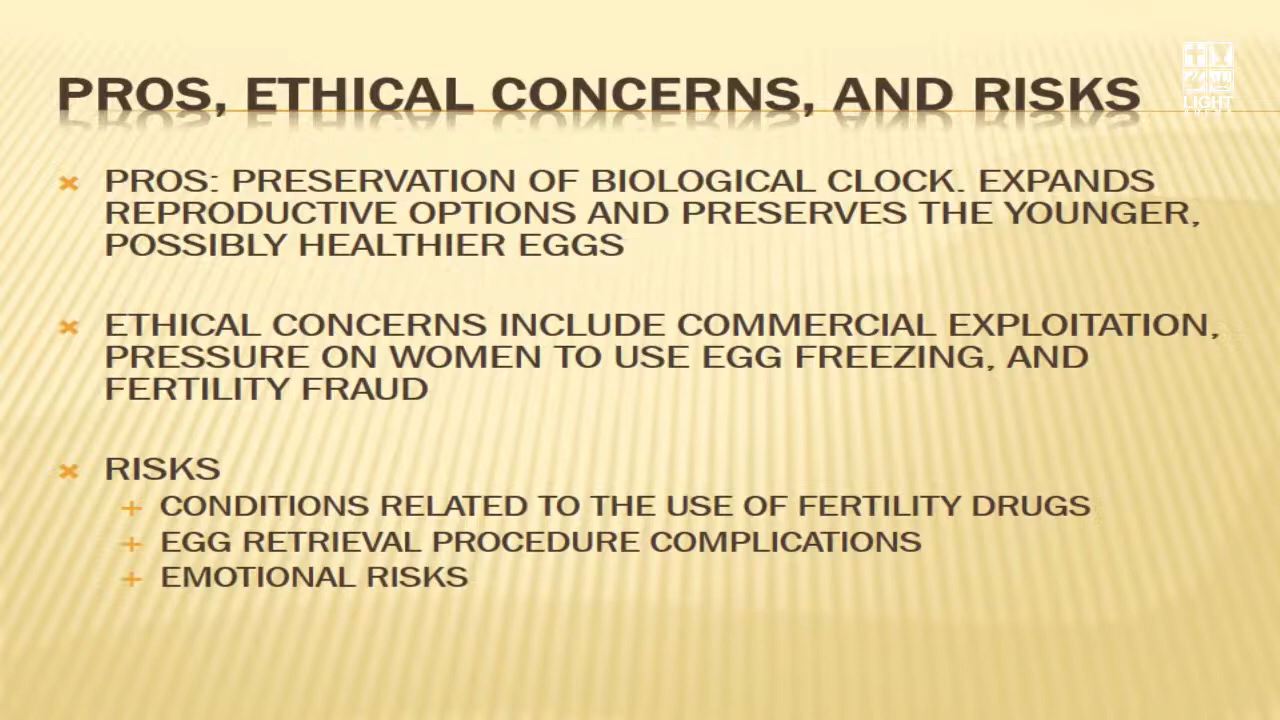 PROS, ETHICAL CONCERNS, AND RISKS
LIGHT
PROS: PRESERVATION OF BIOLOGICAL CLOCK. EXPANDS
REPRODUCTIVE OPTIONS AND PRESERVES THE YOUNGER,
POSSIBLY HEALTHIER EGGS
ETHICAL CONCERNS INCLUDE COMMERCIAL EXPLOITATION,
PRESSURE ON WOMEN TO USE EGG FREEZING, AND
FERTILITY FRAUD
RISKS
CONDITIONS RELATED TO THE USE OF FERTILITY DRUGS
EGG RETRIEVAL PROCEDURE COMPLICATIONS
EMOTIONAL RISKS